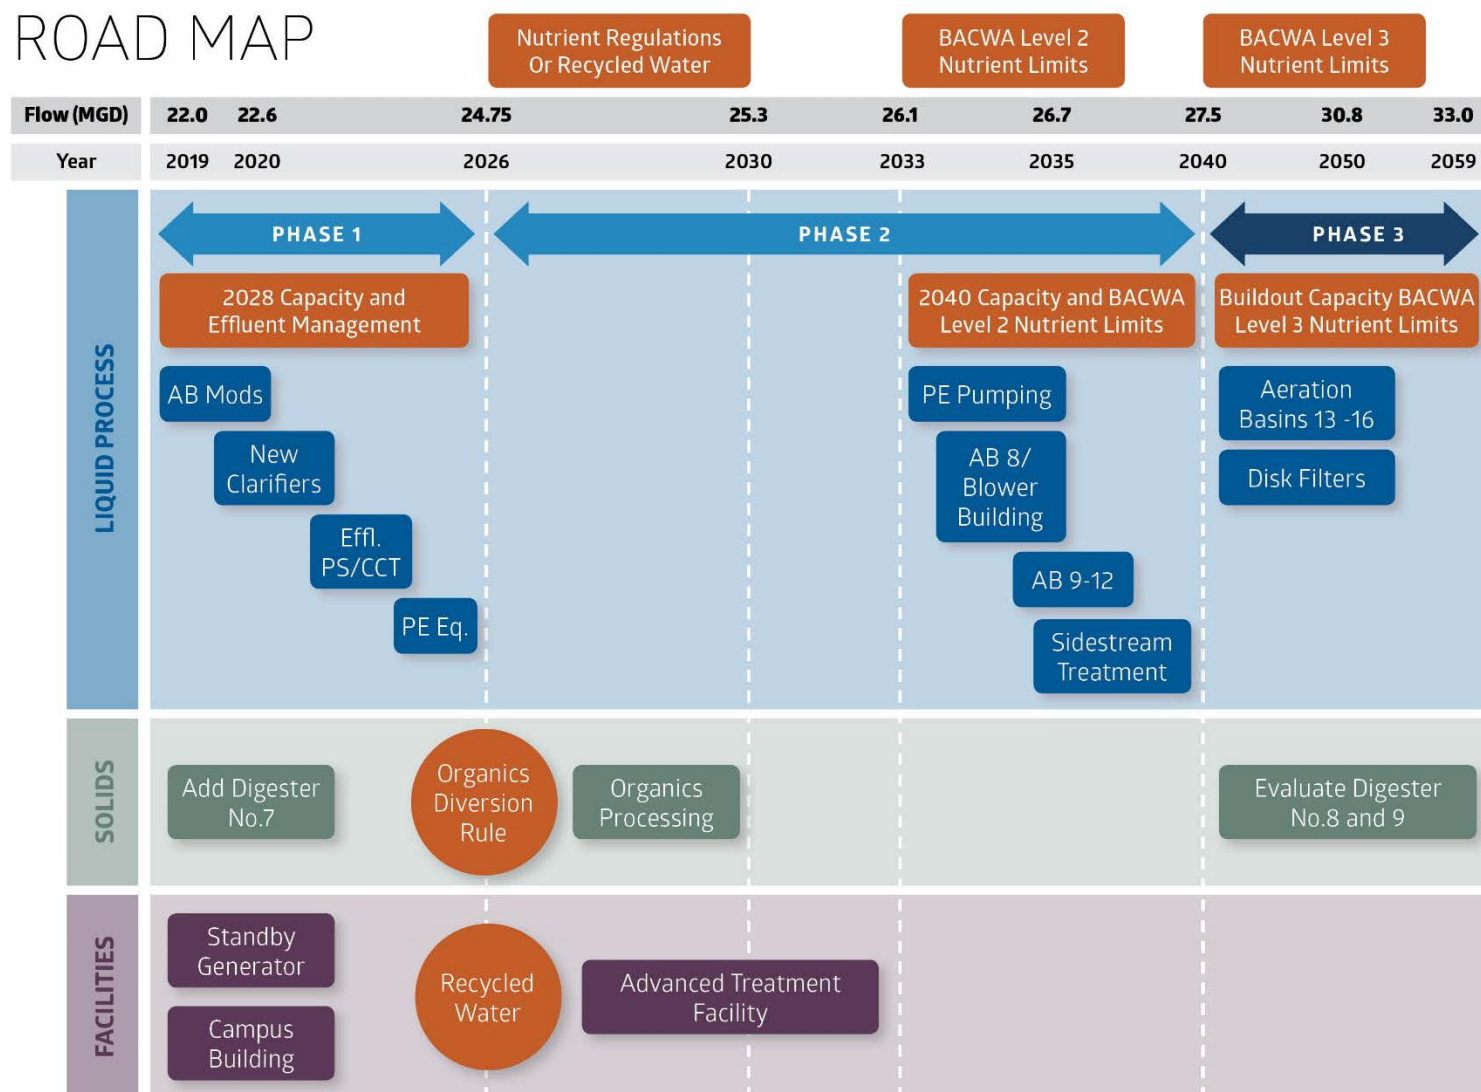 ROAD MAP
Nutrient Regulations
Or Recycled Water
BACWA Level 2
Nutrient Limits
BACWA Level 3
Nutrient Limits
Flow (MGD) 22.0 22.6 24.75 25.3 26.1 26.7 27.5 30.8 33.0
Year 2019 2020 2026 2030 2033 2035 2040 2050 2059
LIQUID PROCESS
PHASE 1
PHASE 2
PHASE 3
2028 Capacity and
Effluent Management
2040 Capacity and BACWA
Level 2 Nutrient Limits
Buildout Capacity BACWA
Level 3 Nutrient Limits
AB Mods
New
Clarifiers
Effl.
PS/CCT
PE Eq.
PE Pumping
AB 8/
Blower
Building
AB 9-12
Sidestream
Treatment
Aeration
Basins 13 -16
Disk Filters
SOLIDS
Add Digester
No.7
Organics
Diversion
Rule
Organics
Processing
Evaluate Digester
No.8 and 9
FACILITIES
Standby
Generator
Campus
Building
Recycled
Water
Advanced Treatment
Facility